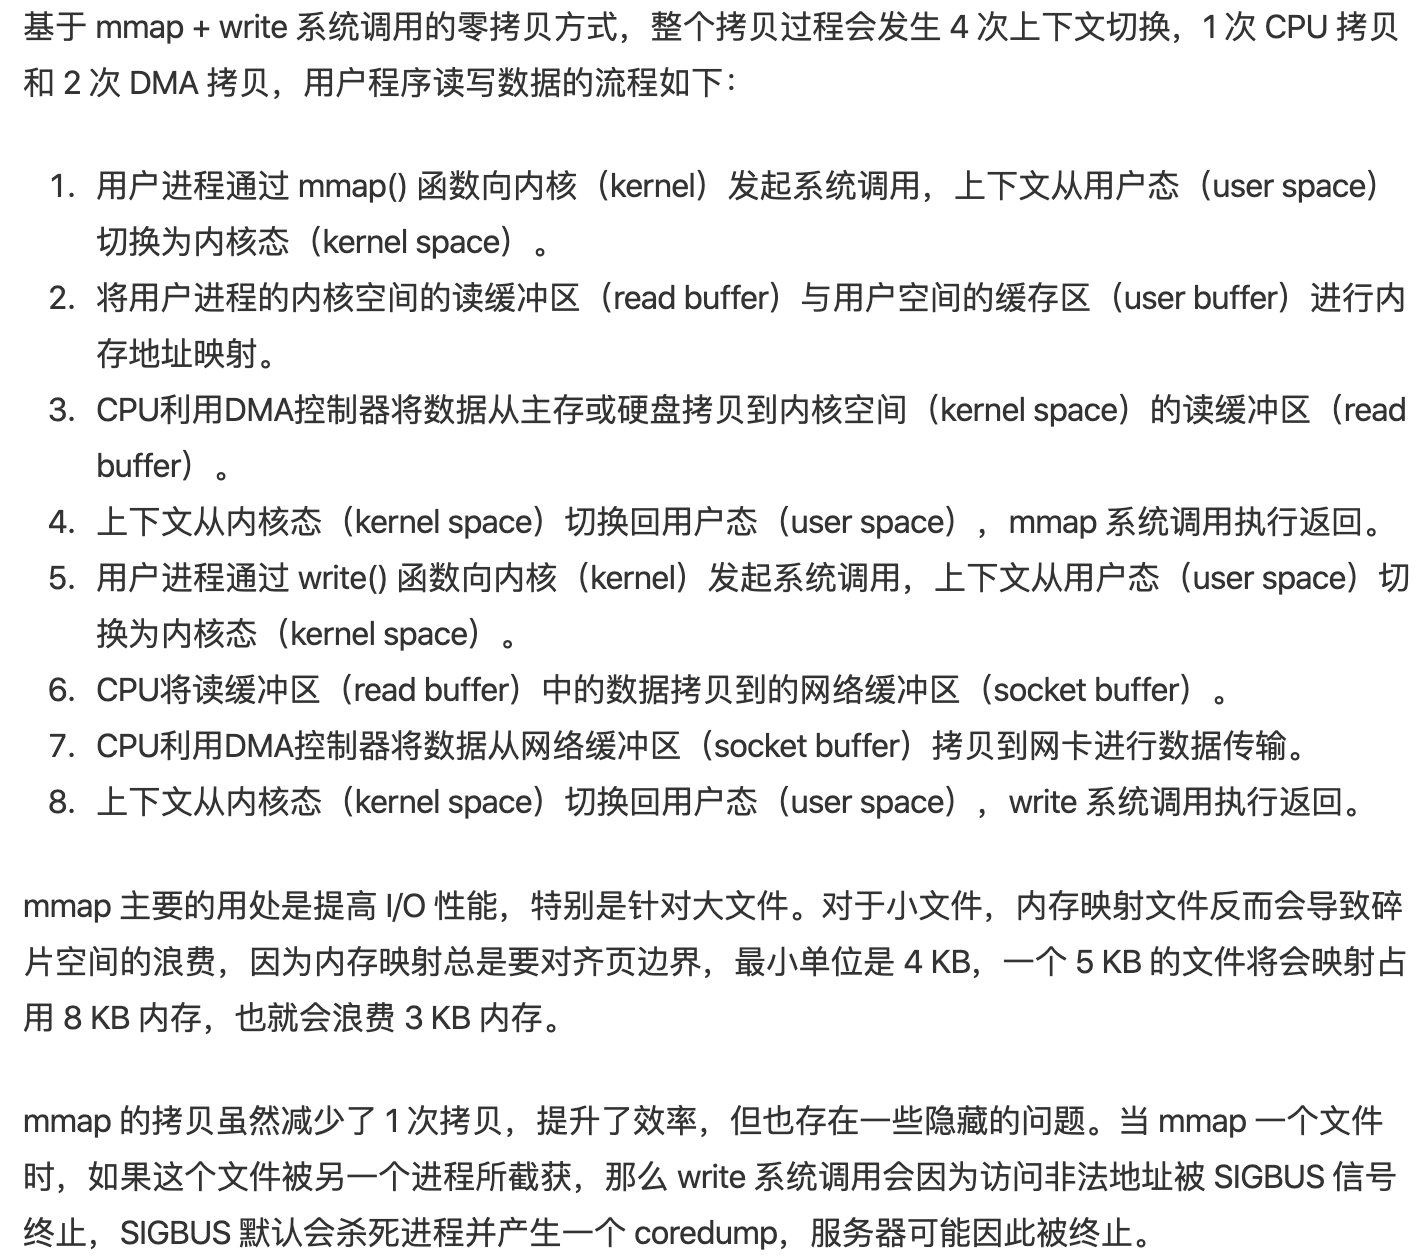 基于 mmap + write 系统调用的零拷贝方式，整个拷贝过程会发生 4 次上下文切换，1 次 CPU 拷贝
和 2 次 DMA 拷贝，用户程序读写数据的流程如下：
1. 用户进程通过 mmap() 函数向内核（kernel）发起系统调用，上下文从用户态（user space）
切换为内核态（kernel space）。
2. 将用户进程的内核空间的读缓冲区（read buffer）与用户空间的缓存区（user buffer）进行内
存地址映射。
3. CPU利用DMA控制器将数据从主存或硬盘拷贝到内核空间（kernel space）的读缓冲区（read
buffer）。
4. 上下文从内核态（kernel space）切换回用户态（user space），mmap 系统调用执行返回。
5. 用户进程通过 write() 函数向内核（kernel）发起系统调用，上下文从用户态（user space）切
换为内核态（kernel space）。
6. CPU将读缓冲区（read buffer）中的数据拷贝到的网络缓冲区（socket buffer）。
7. CPU利用DMA控制器将数据从网络缓冲区（socket buffer）拷贝到网卡进行数据传输。
8. 上下文从内核态（kernel space）切换回用户态（user space），write 系统调用执行返回。
mmap 主要的用处是提高 I/O 性能，特别是针对大文件。对于小文件，内存映射文件反而会导致碎
片空间的浪费，因为内存映射总是要对齐页边界，最小单位是 4 KB，一个 5 KB 的文件将会映射占
用 8 KB 内存，也就会浪费 3 KB 内存。
mmap 的拷贝虽然减少了 1 次拷贝，提升了效率，但也存在一些隐藏的问题。当 mmap 一个文件
时，如果这个文件被另一个进程所截获，那么 write 系统调用会因为访问非法地址被 SIGBUS 信号
终止，SIGBUS 默认会杀死进程并产生一个 coredump，服务器可能因此被终止。